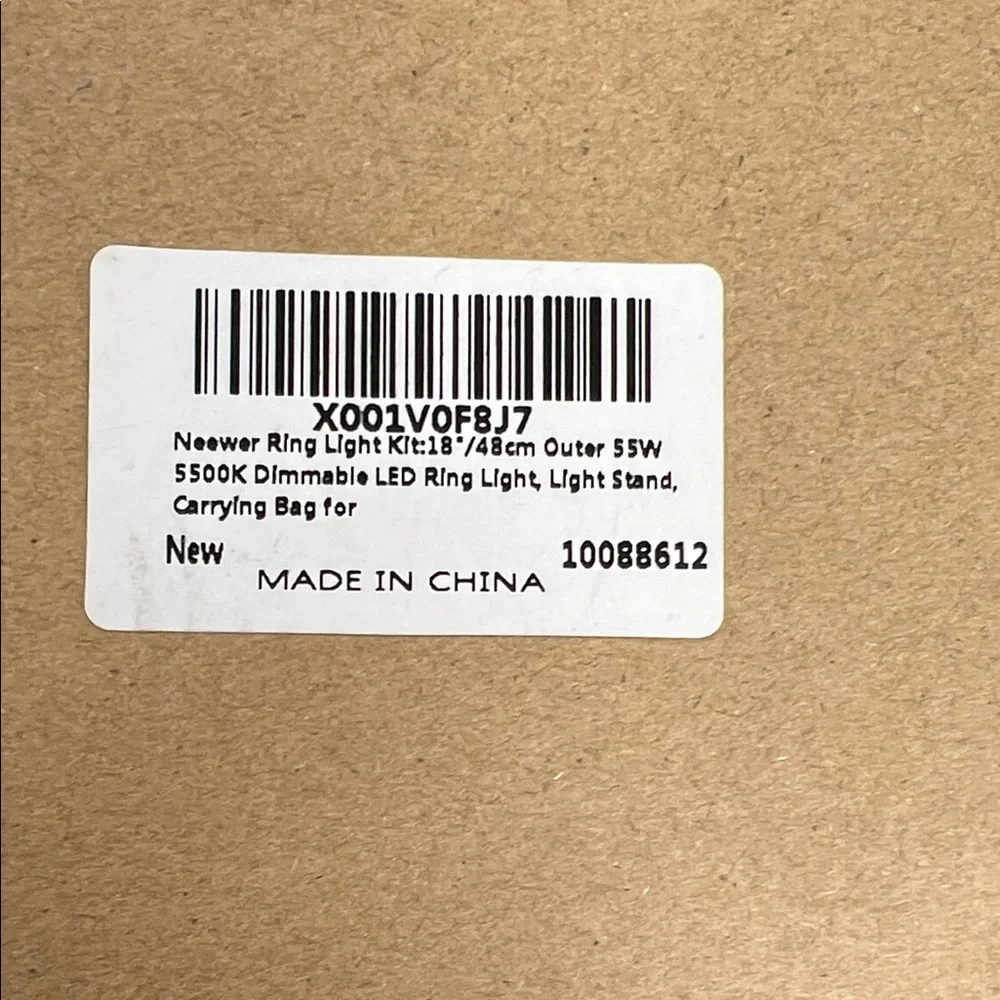 X001V0F8J7
Neewer Ring Light Kit:18"/48cm Outer 55W
5500K Dimmable LED Ring Light, Light Stand,
Carrying Bag for
New 10088612
MADE IN CHINA